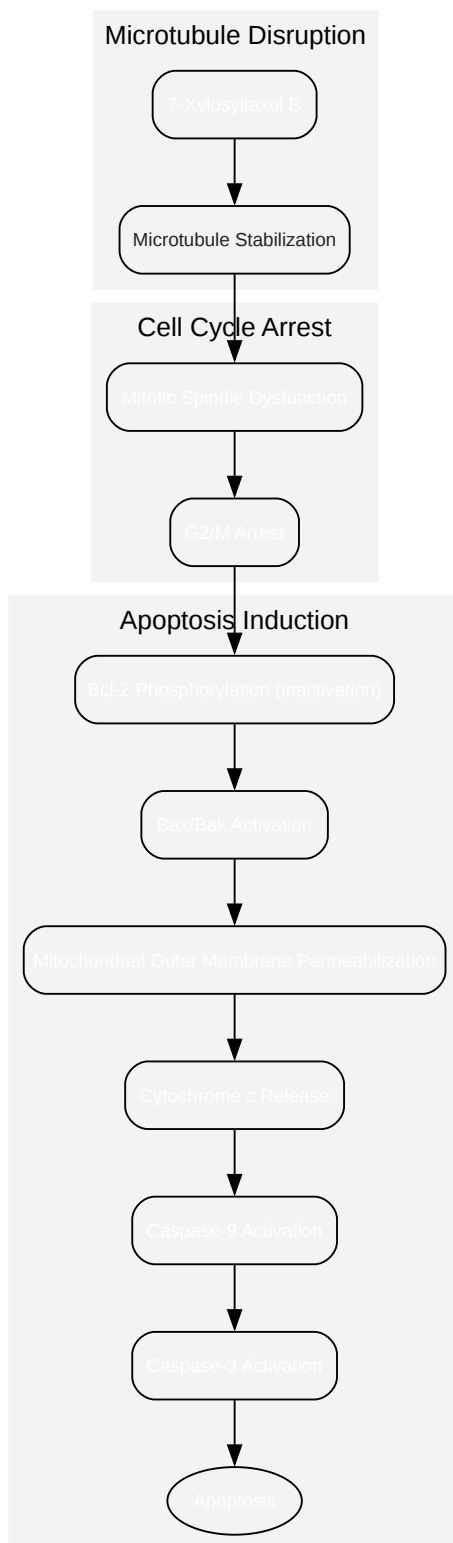 Microtubule Disruption
7-Xylosyltaxol B
Microtubule Stabilization
Cell Cycle Arrest
Mitotic Spindle Dysfunction
G2/M Arrest
Apoptosis Induction
Bcl-2 Phosphorylation (inactivation)
Bax/Bak Activation
Mitochondrial Outer Membrane Permeabilization
Cytochrome c Release
Caspase-9 Activation
Caspase-3 Activation
Apoptosis